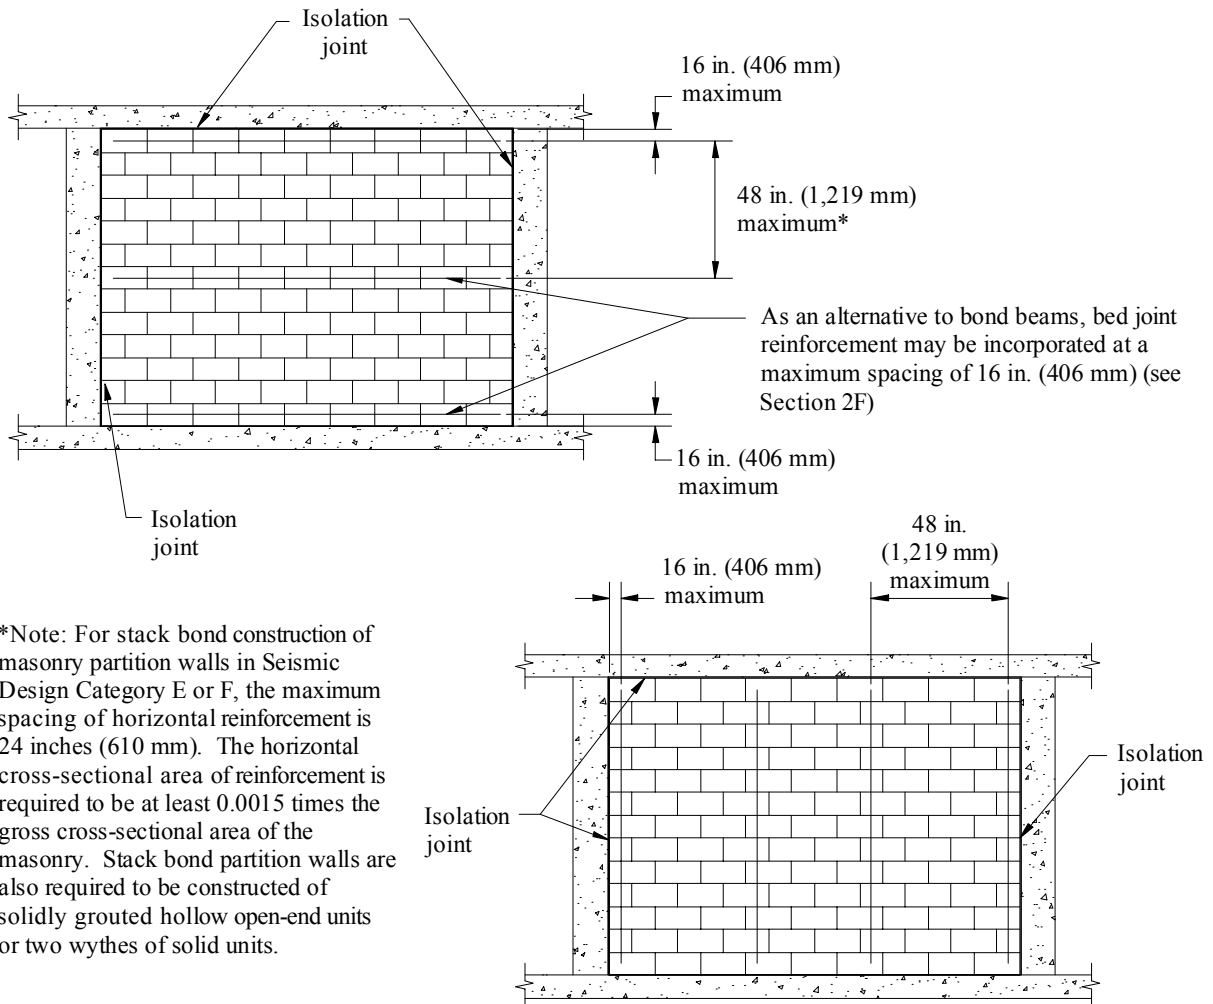 Isolation
joint
16 in. (406 mm)
maximum
48 in. (1,219 mm)
maximum*
As an alternative to bond beams, bed joint
reinforcement may be incorporated at a
maximum spacing of 16 in. (406 mm) (see
Section 2F)
16 in. (406 mm)
maximum
Isolation
joint
48 in.
(1,219 mm)
maximum
16 in. (406 mm)
maximum
*Note: For stack bond construction of
masonry partition walls in Seismic
Design Category E or F, the maximum
spacing of horizontal reinforcement is
24 inches (610 mm). The horizontal
cross-sectional area of reinforcement is
required to be at least 0.0015 times the
gross cross-sectional area of the
masonry. Stack bond partition walls are
also required to be constructed of
solidly grouted hollow open-end units
or two wythes of solid units.
Isolation
joint
Isolation
joint